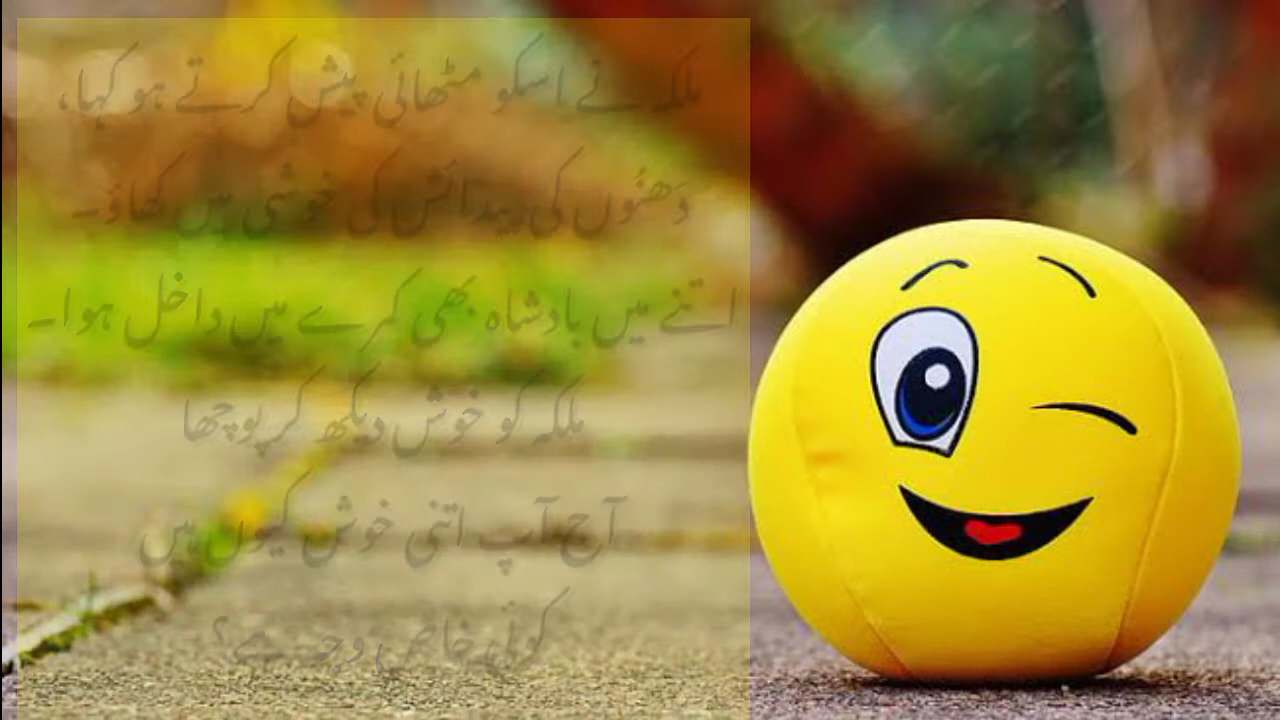 ملکہ نے اسکو مٹھائی پیش کرتے ہو کہا،
دھنُوں کی پیدائش کی خوشی میں کھاؤ۔
اتنے میں بادشاہ بھی کمرے میں داخل ہوا۔
ملکہ کو خوش دیکھ کر پوچھا
آج آپ اتنی خوش کیوں ہیں
کوئی خاص وجہ ہے؟